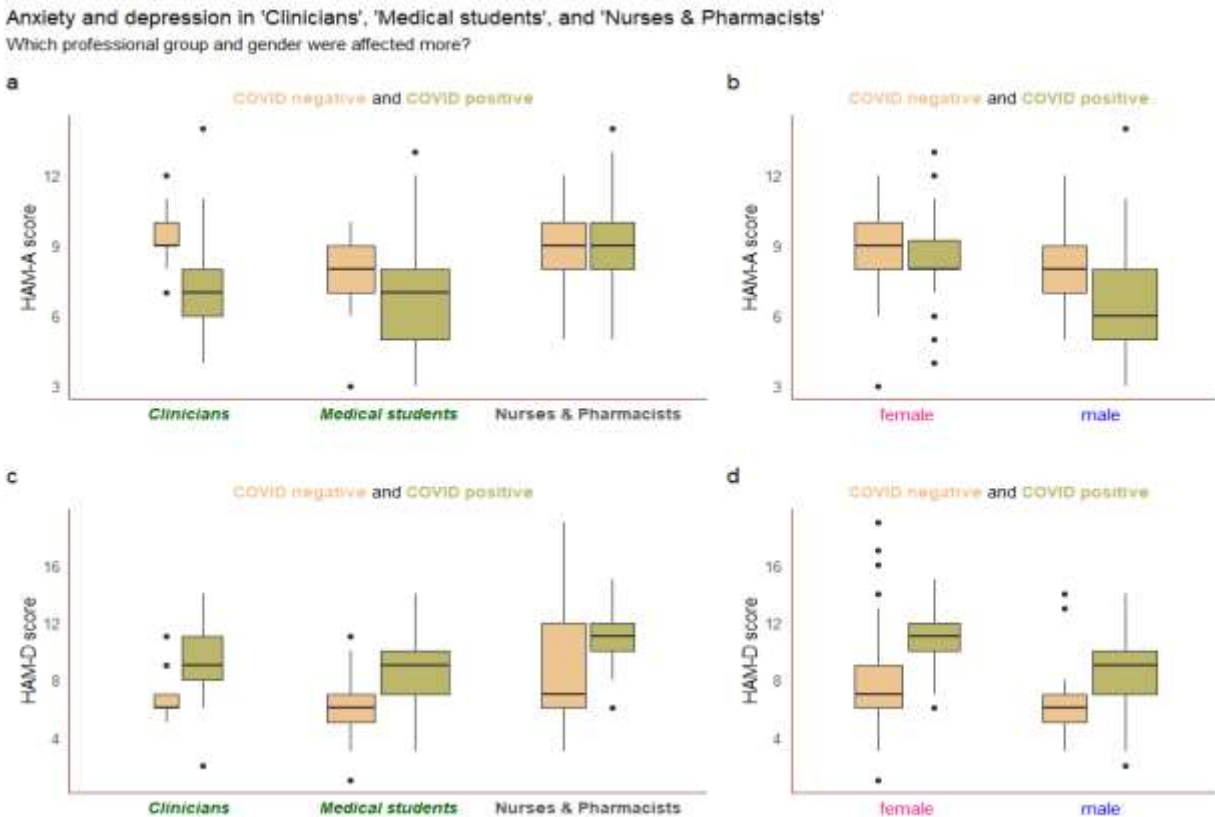 Anxiety and depression in 'Clinicians', 'Medical students', and 'Nurses & Pharmacists'
Which professional group and gender were affected more?
a
COVID negative and COVID positive
HAM-A score
12
9
6
3
Clinicians Medical students Nurses & Pharmacists
b
COVID negative and COVID positive
HAM-A score
12
9
6
3
female male
c
COVID negative and COVID positive
HAM-D score
16
12
8
4
Clinicians Medical students Nurses & Pharmacists
d
COVID negative and COVID positive
HAM-D score
16
12
8
4
female male